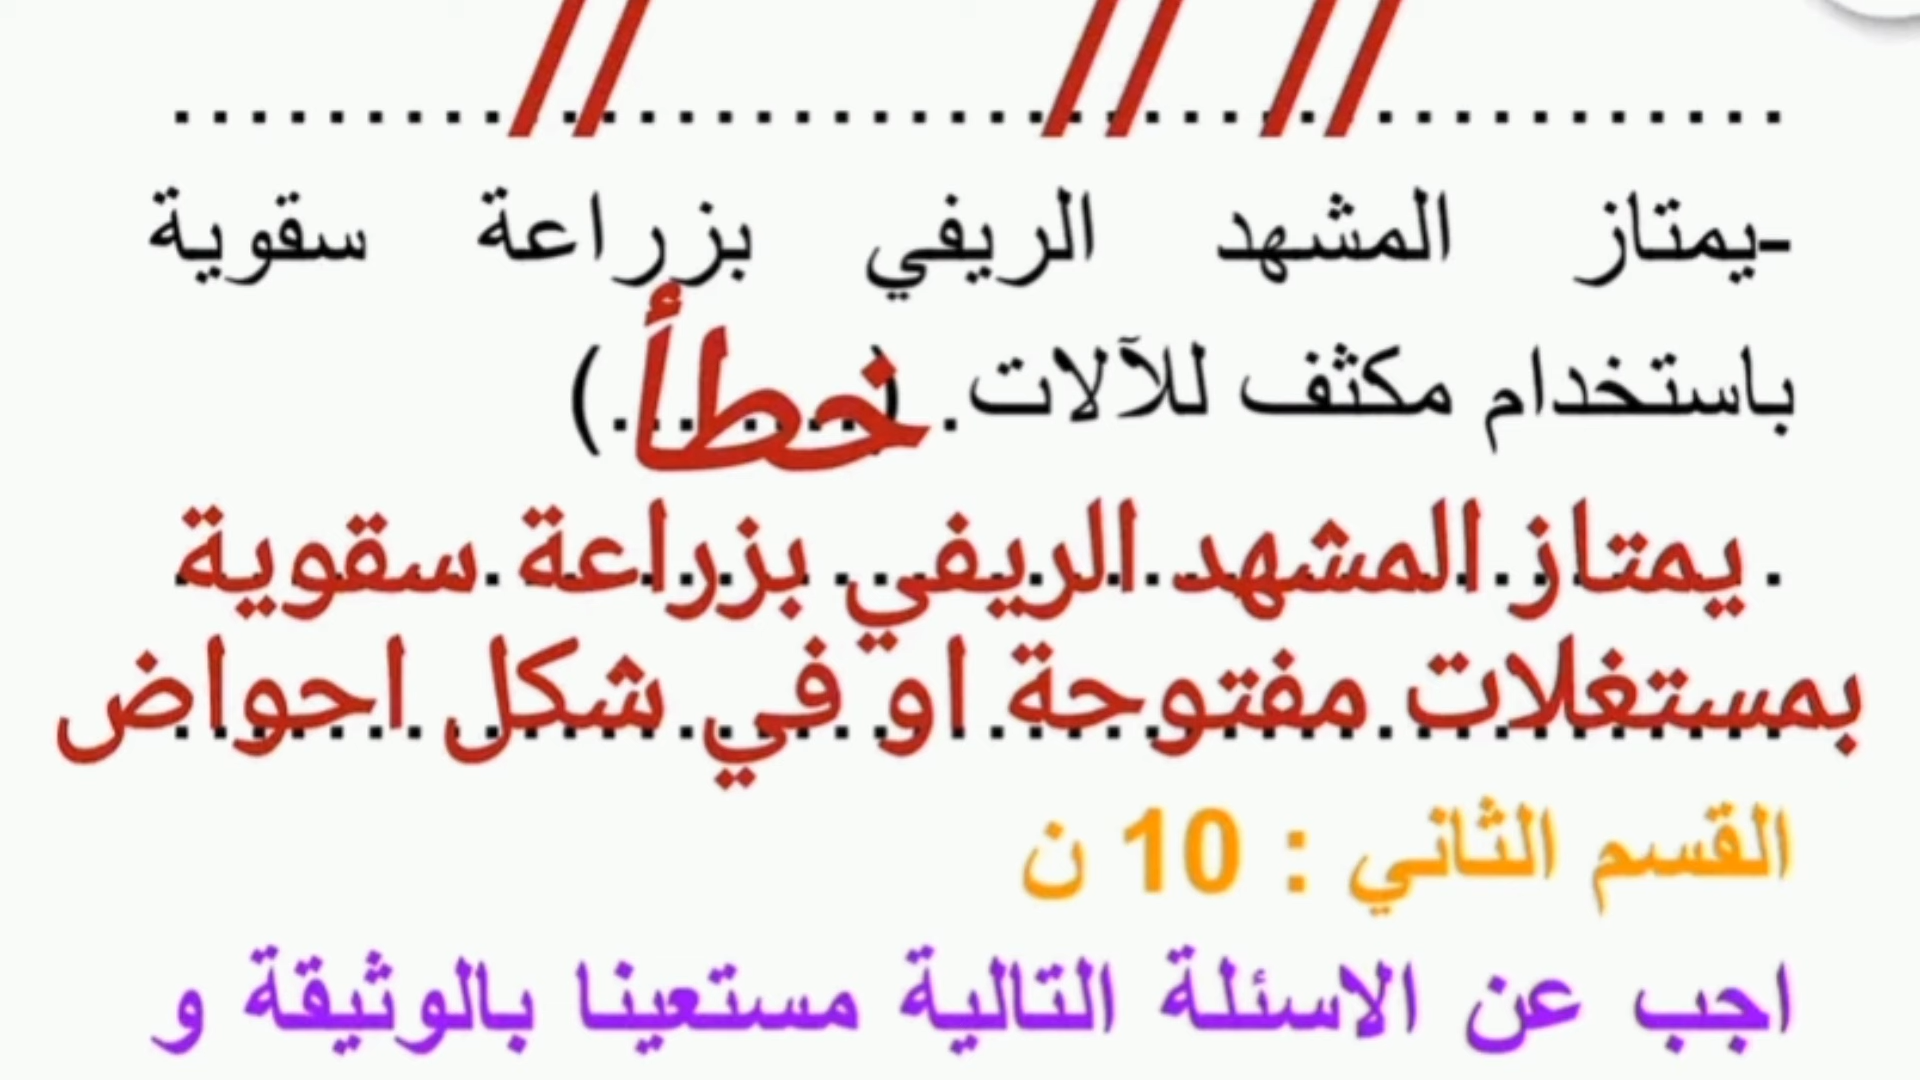 -يمتاز المشهد الريفي بزراعة سقوية
باستخدام مكثف للآلات. (خطأ.)
يمتاز المشهد الريفي بزراعة سقوية
بمستغلات مفتوحة او في شكل احواض
القسم الثاني : 10 ن
اجب عن الاسئلة التالية مستعينا بالوثيقة و